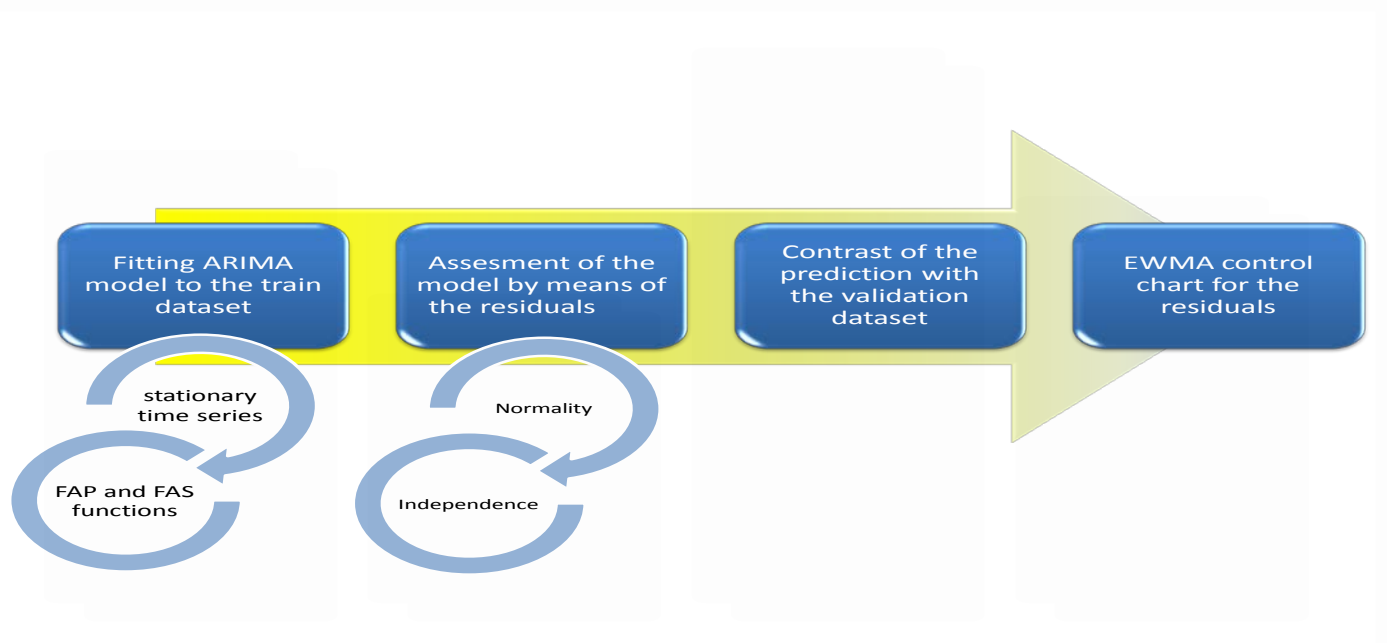 Fitting ARIMA
model to the train
dataset
stationary
time series
FAP and FAS
functions
Assesment of the
model by means of
the residuals
Normality
Independence
Contrast of the
prediction with
the validation
dataset
EWMA control
chart for the
residuals